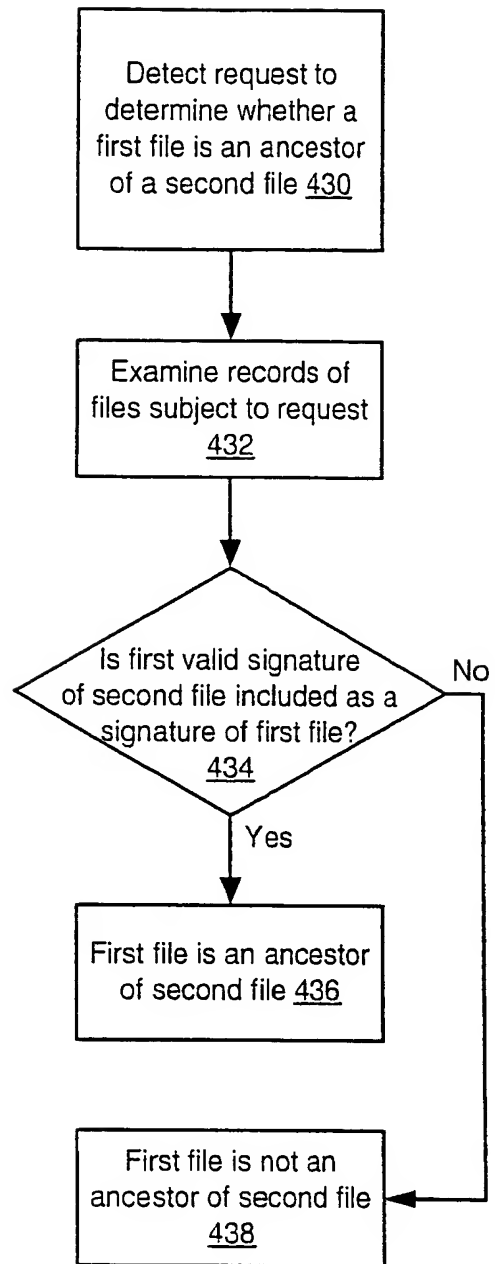 Detect request to
determine whether a
first file is an ancestor
of a second file 430
Examine records of
files subject to request
432
Is first valid signature
of second file included as a
signature of first file?
434
No
Yes
First file is an ancestor
of second file 436
First file is not an
ancestor of second file
438